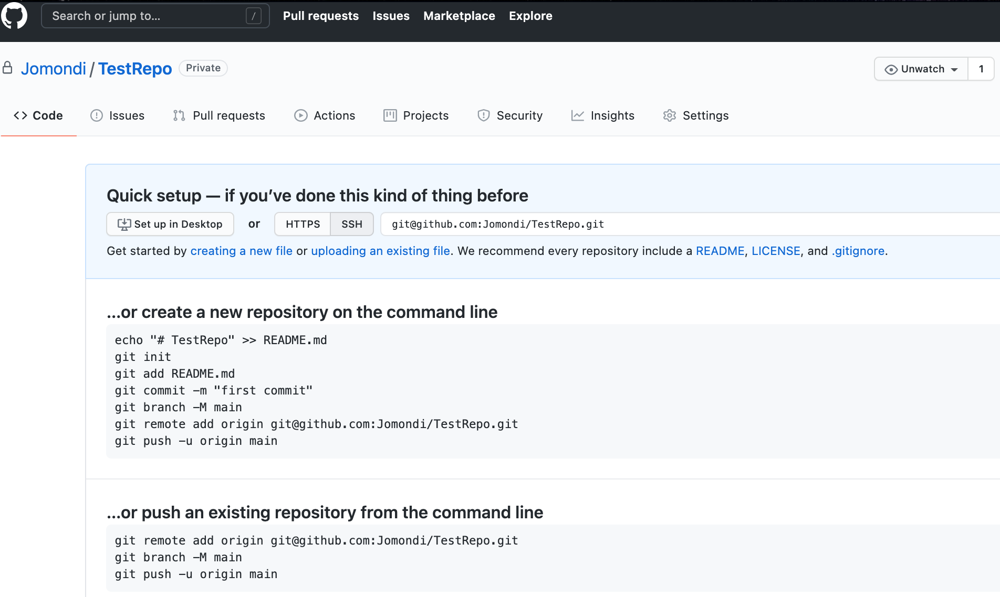 Search or jump to... /
Pull requests Issues Marketplace Explore
Jomondi / TestRepo Private
Unwatch 1
Code Issues Pull requests Actions Projects Security Insights Settings
Quick setup — if you’ve done this kind of thing before
Set up in Desktop or HTTPS SSH git@github.com:Jomondi/TestRepo.git
Get started by creating a new file or uploading an existing file. We recommend every repository include a README, LICENSE, and .gitignore.
...or create a new repository on the command line
echo "# TestRepo" >> README.md
git init
git add README.md
git commit -m "first commit"
git branch -M main
git remote add origin git@github.com:Jomondi/TestRepo.git
git push -u origin main
...or push an existing repository from the command line
git remote add origin git@github.com:Jomondi/TestRepo.git
git branch -M main
git push -u origin main